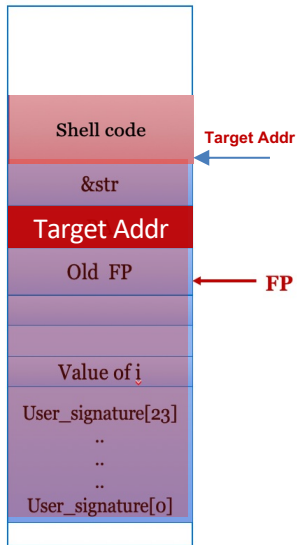 Shell code
Target Addr
&str
Target Addr
Old FP
FP
Value of i
User_signature[23]
..
..
..
User_signature[0]